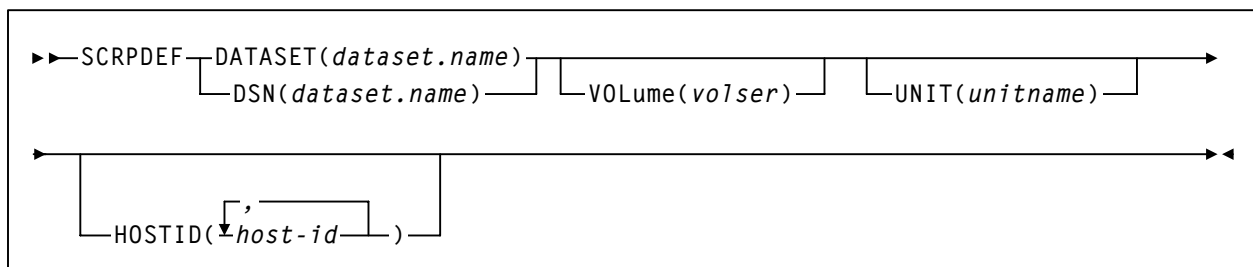 SCRPDEF DATASET(dataset.name)
DSN(dataset.name) VOLume(volser) UNIT(unitname)
,
HOSTID( host-id )